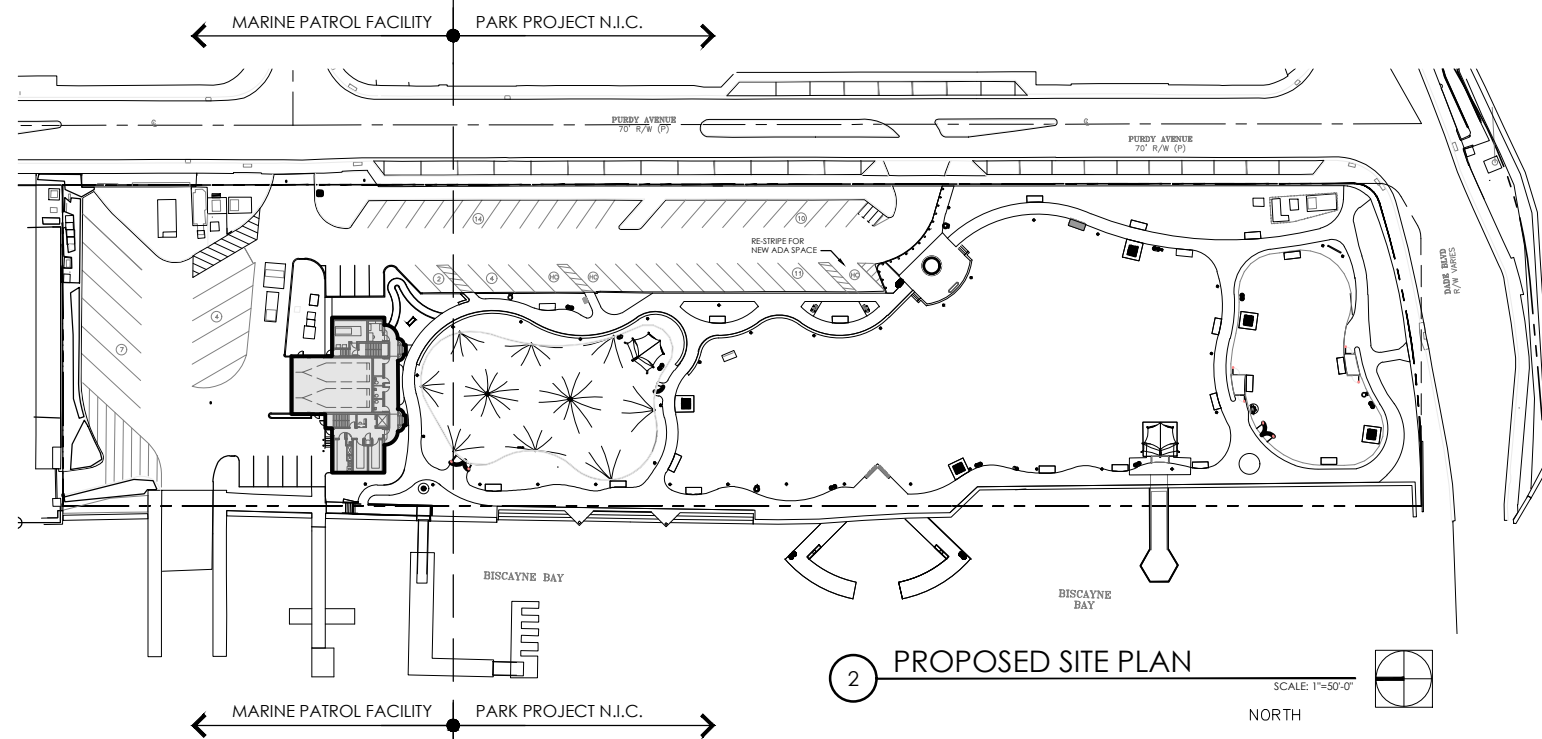 MARINE PATROL FACILITY
PARK PROJECT N.I.C.
PURDY AVENUE
70' R/W (P)
PURDY AVENUE
70' R/W (P)
14
10
RE-STRIPE FOR
NEW ADA SPACE
2
4
HC
HC
11
HC
4
7
DADE BLVD
R/W VARIES
BISCAYNE BAY
BISCAYNE
BAY
2
PROPOSED SITE PLAN
SCALE: 1"=50'-0"
NORTH
MARINE PATROL FACILITY
PARK PROJECT N.I.C.